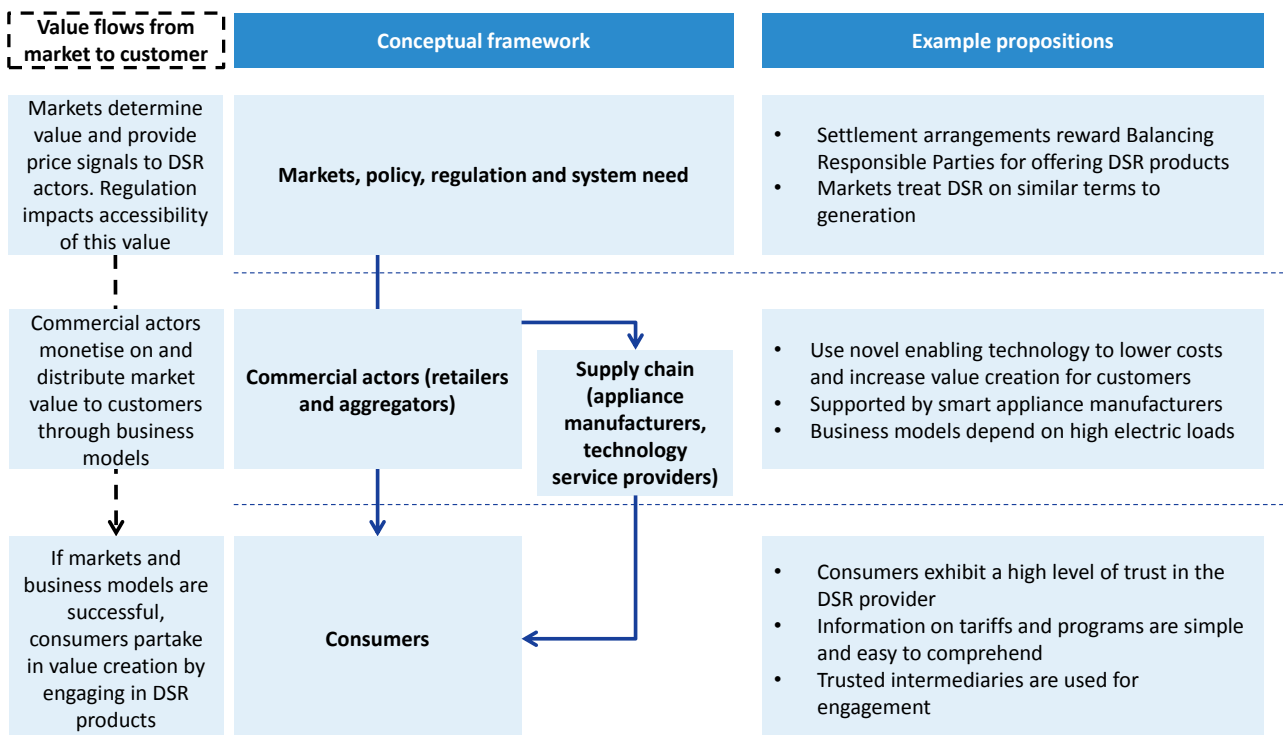 Value flows from
market to customer
Conceptual framework
Example propositions
Markets determine
value and provide
price signals to DSR
actors. Regulation
impacts accessibility
of this value
Markets, policy, regulation and system need
• Settlement arrangements reward Balancing
Responsible Parties for offering DSR products
• Markets treat DSR on similar terms to
generation
Commercial actors
monetise on and
distribute market
value to customers
through business
models
Commercial actors (retailers
and aggregators)
Supply chain
(appliance
manufacturers,
technology
service providers)
• Use novel enabling technology to lower costs
and increase value creation for customers
• Supported by smart appliance manufacturers
• Business models depend on high electric loads
If markets and
business models are
successful,
consumers partake
in value creation by
engaging in DSR
products
Consumers
• Consumers exhibit a high level of trust in the
DSR provider
• Information on tariffs and programs are simple
and easy to comprehend
• Trusted intermediaries are used for
engagement